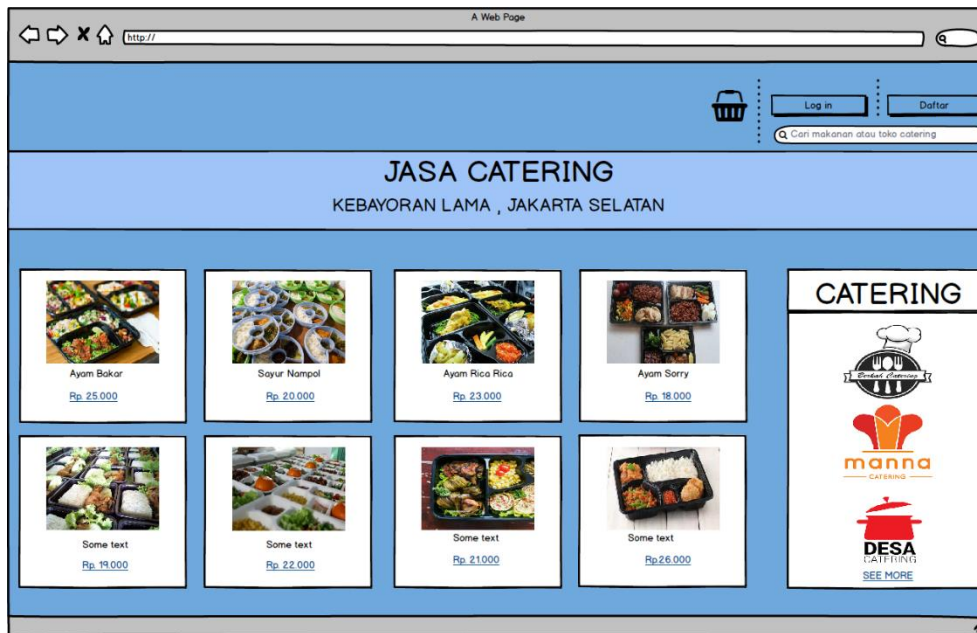 A Web Page
http://
Log in
Daftar
Cari makanan atau toko catering
JASA CATERING
KEBAYORAN LAMA , JAKARTA SELATAN
Ayam Bakar
Rp. 25.000
Sayur Nampol
Rp. 20.000
Ayam Rica Rica
Rp. 23.000
Ayam Sorry
Rp. 18.000
Some text
Rp. 19.000
Some text
Rp. 22.000
Some text
Rp. 21.000
Some text
Rp.26.000
CATERING
Berkah Catering
manna
CATERING
DESA
CATERING
SEE MORE